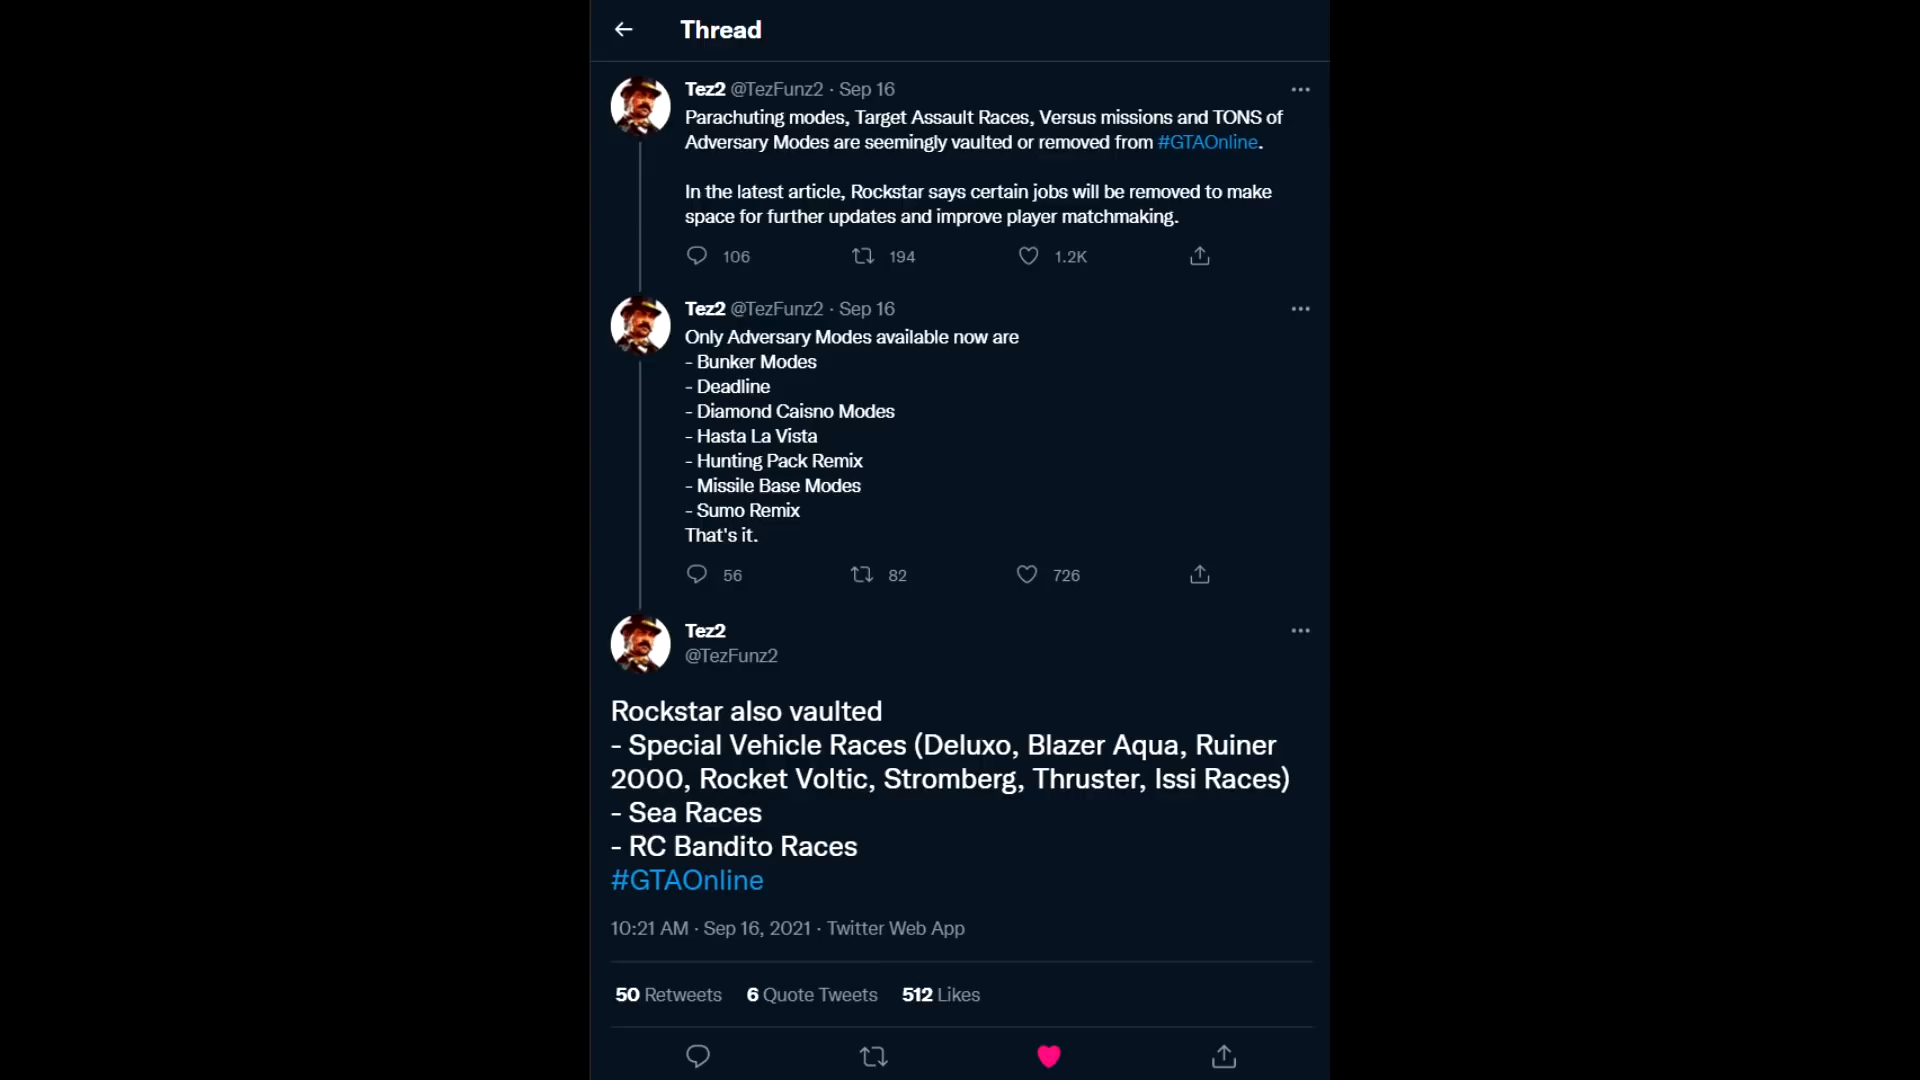 Thread
Tez2 @TezFunz2 · Sep 16
Parachuting modes, Target Assault Races, Versus missions and TONS of
Adversary Modes are seemingly vaulted or removed from #GTAOnline.
In the latest article, Rockstar says certain jobs will be removed to make
space for further updates and improve player matchmaking.
106 194 1.2K
Tez2 @TezFunz2 · Sep 16
Only Adversary Modes available now are
- Bunker Modes
- Deadline
- Diamond Caisno Modes
- Hasta La Vista
- Hunting Pack Remix
- Missile Base Modes
- Sumo Remix
That's it.
56 82 726
Tez2
@TezFunz2
Rockstar also vaulted
- Special Vehicle Races (Deluxo, Blazer Aqua, Ruiner
2000, Rocket Voltic, Stromberg, Thruster, Issi Races)
- Sea Races
- RC Bandito Races
#GTAOnline
10:21 AM · Sep 16, 2021 · Twitter Web App
50 Retweets 6 Quote Tweets 512 Likes